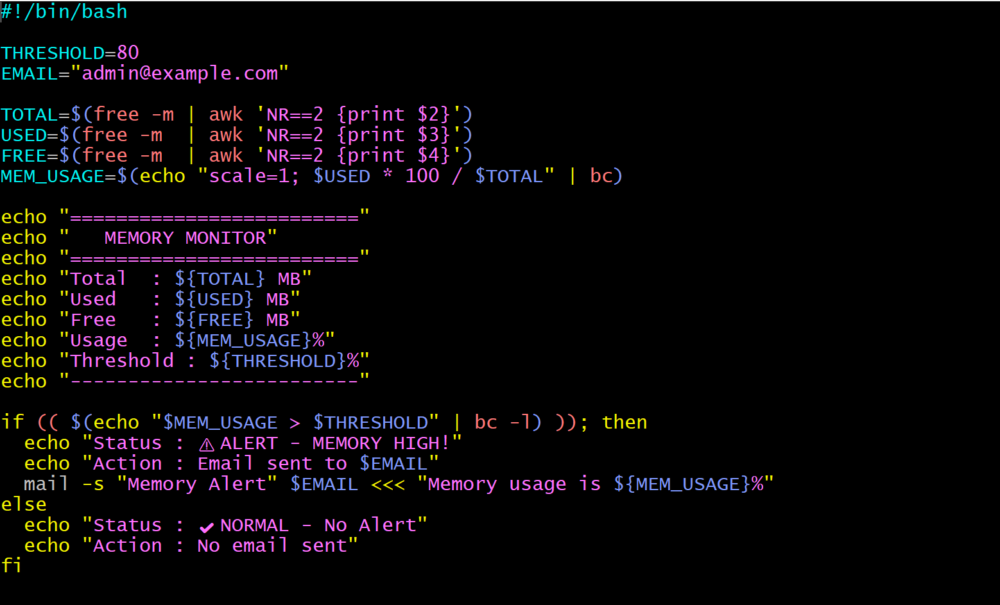 #!/bin/bash

THRESHOLD=80
EMAIL="admin@example.com"

TOTAL=$(free -m | awk 'NR==2 {print $2}')
USED=$(free -m  | awk 'NR==2 {print $3}')
FREE=$(free -m  | awk 'NR==2 {print $4}')
MEM_USAGE=$(echo "scale=1; $USED * 100 / $TOTAL" | bc)

echo "========================="
echo "   MEMORY MONITOR"
echo "========================="
echo "Total  : ${TOTAL} MB"
echo "Used   : ${USED} MB"
echo "Free   : ${FREE} MB"
echo "Usage  : ${MEM_USAGE}%"
echo "Threshold : ${THRESHOLD}%"
echo "-------------------------"

if (( $(echo "$MEM_USAGE > $THRESHOLD" | bc -l) )); then
  echo "Status : ⚠ ALERT - MEMORY HIGH!"
  echo "Action : Email sent to $EMAIL"
  mail -s "Memory Alert" $EMAIL <<< "Memory usage is ${MEM_USAGE}%"
else
  echo "Status : ✔ NORMAL - No Alert"
  echo "Action : No email sent"
fi